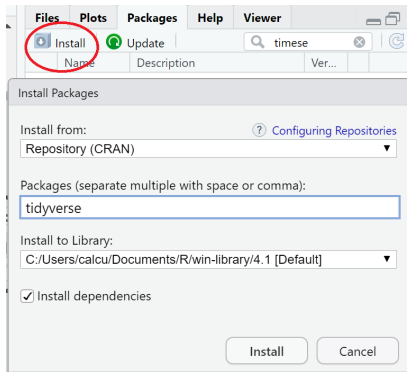 Files Plots Packages Help Viewer
Install Update timese
Name Description Ver...
Install Packages
Install from: ? Configuring Repositories
Repository (CRAN)
Packages (separate multiple with space or comma):
tidyverse
Install to Library:
C:/Users/calcu/Documents/R/win-library/4.1 [Default]
Install dependencies
Install Cancel